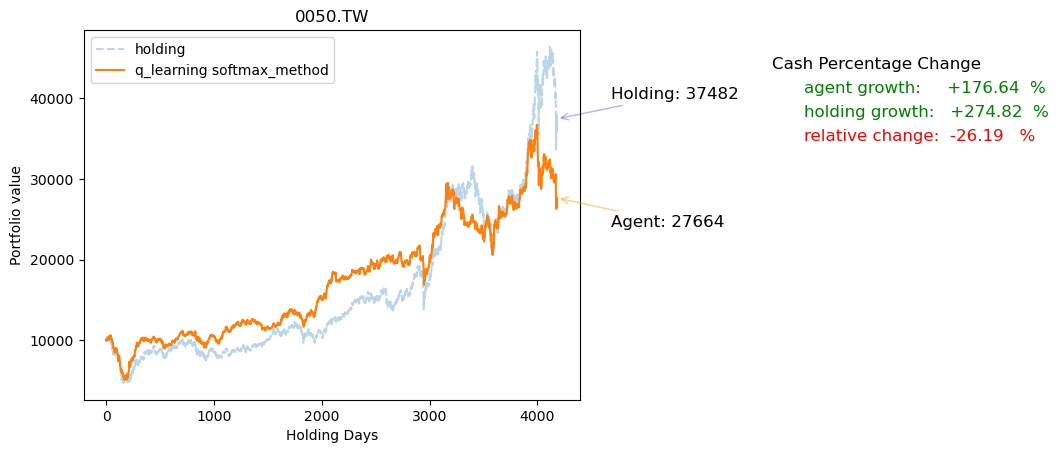 0050.TW
holding
q_learning softmax_method
Portfolio value
40000
30000
20000
10000
0
1000
2000
3000
4000
Holding Days
Holding: 37482
Agent: 27664
Cash Percentage Change
agent growth: +176.64 %
holding growth: +274.82 %
relative change: -26.19 %